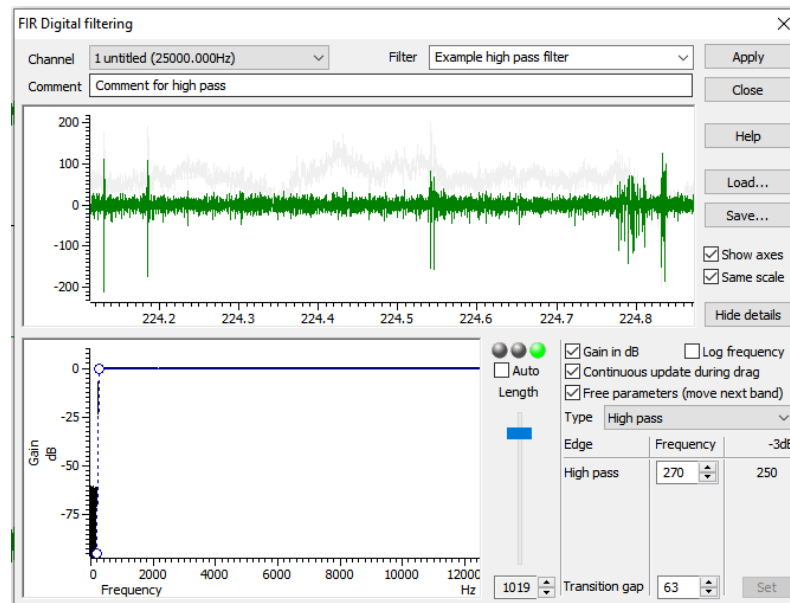 FIR Digital filtering
Channel 1 untitled (25000.000Hz) Filter Example high pass filter Apply
Comment Comment for high pass Close
Help
Load...
Save...
Show axes
Same scale
Hide details
200
100
0
-100
-200
224.2 224.3 224.4 224.5 224.6 224.7 224.8
0
-25
-50
-75
Gain
dB
0 2000 4000 6000 8000 10000 12000
Frequency Hz
Auto
Length
1019
Gain in dB Log frequency
Continuous update during drag
Free parameters (move next band)
Type High pass
Edge Frequency -3dB
High pass 270 250
Transition gap 63 Set